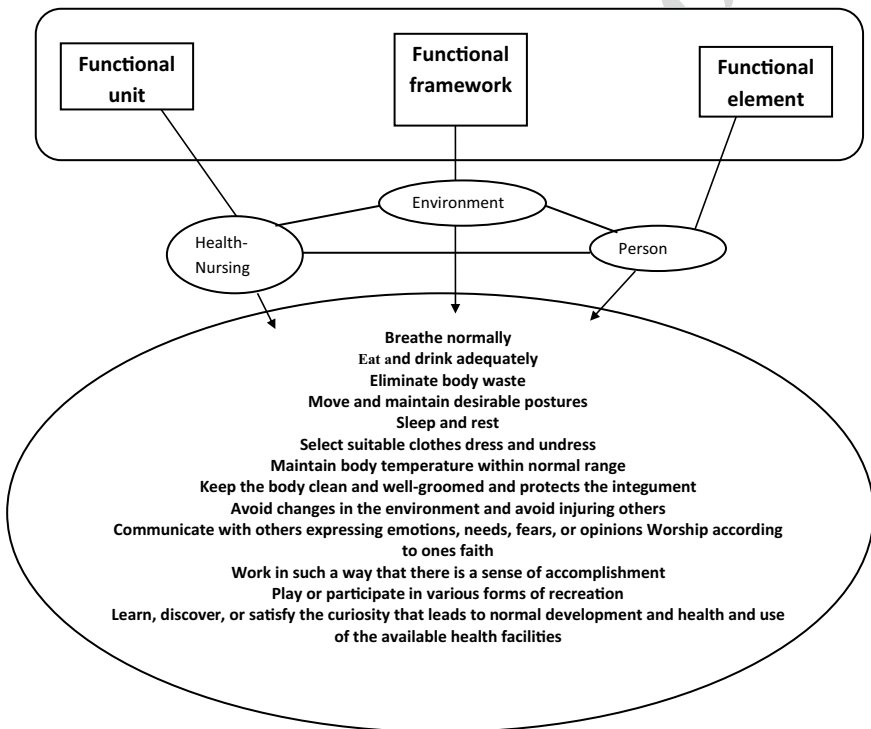 Functional
unit
Functional
framework
Functional
element
Environment
Health-
Nursing
Person
Breathe normally
Eat and drink adequately
Eliminate body waste
Move and maintain desirable postures
Sleep and rest
Select suitable clothes dress and undress
Maintain body temperature within normal range
Keep the body clean and well-groomed and protects the integument
Avoid changes in the environment and avoid injuring others
Communicate with others expressing emotions, needs, fears, or opinions Worship according
to ones faith
Work in such a way that there is a sense of accomplishment
Play or participate in various forms of recreation
Learn, discover, or satisfy the curiosity that leads to normal development and health and use
of the available health facilities